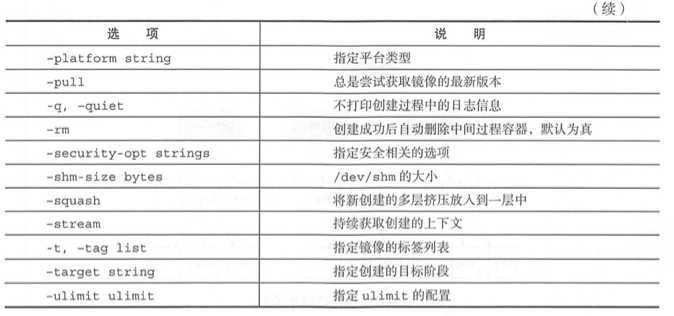 (续)
选 项 说 明
-platform string 指定平台类型
-pull 总是尝试获取镜像的最新版本
-q, -quiet 不打印创建过程中的日志信息
-rm 创建成功后自动删除中间过程容器，默认为真
-security-opt strings 指定安全相关的选项
-shm-size bytes /dev/shm 的大小
-squash 将新创建的多层挤压放入到一层中
-stream 持续获取创建的上下文
-t, -tag list 指定镜像的标签列表
-target string 指定创建的目标阶段
-ulimit ulimit 指定 ulimit 的配置